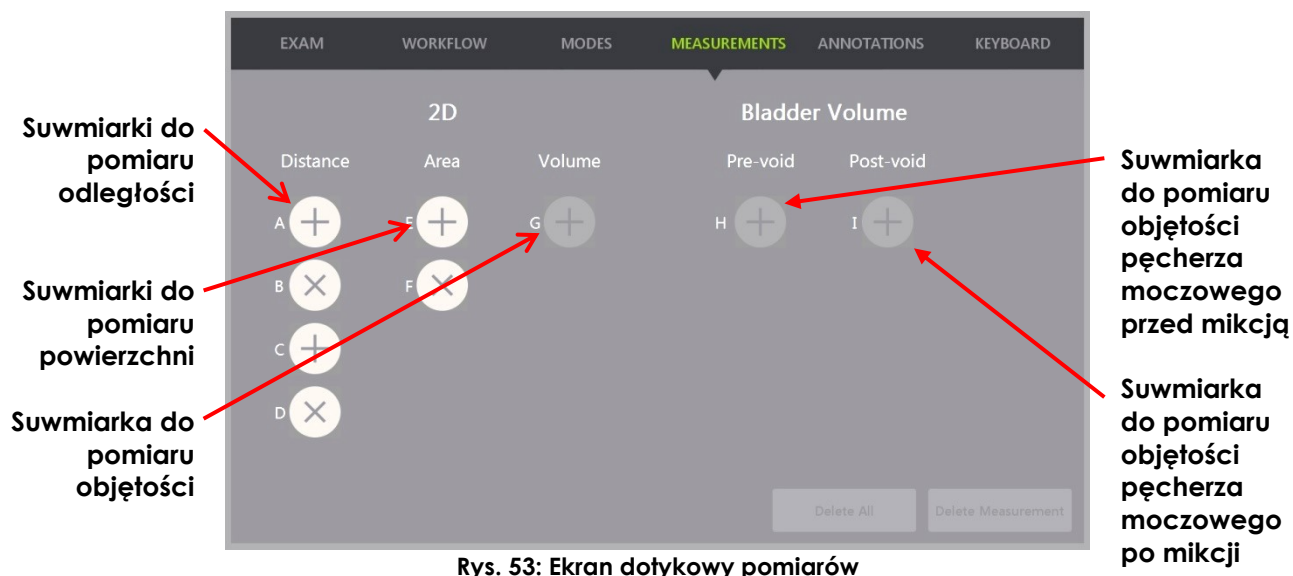 EXAM WORKFLOW MODES MEASUREMENTS ANNOTATIONS KEYBOARD
2D Bladder Volume
Distance Area Volume Pre-void Post-void
A E G H I
B F
C
D
Delete All Delete Measurement
Suwmiarki do
pomiaru
odległości
Suwmiarki do
pomiaru
powierzchni
Suwmiarka do
pomiaru
objętości
Suwmiarka
do pomiaru
objętości
pęcherza
moczowego
przed mikcją
Suwmiarka
do pomiaru
objętości
pęcherza
moczowego
po mikcji
Rys. 53: Ekran dotykowy pomiarów